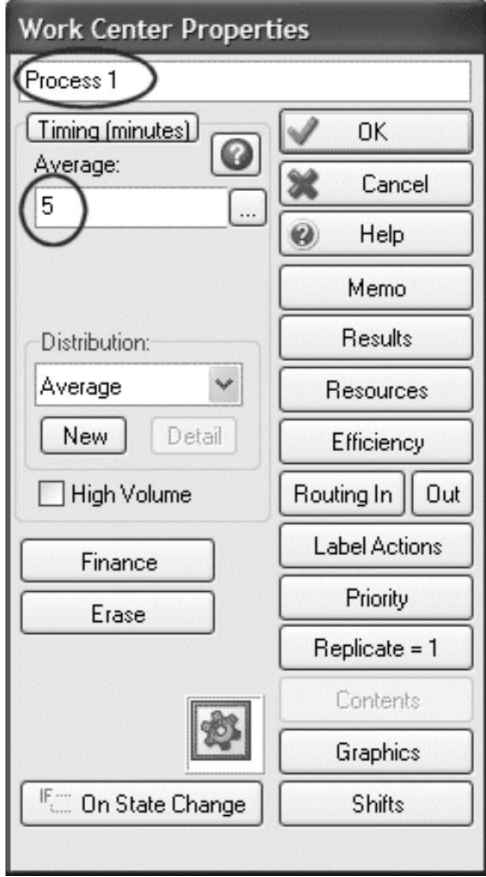 Work Center Properties
Process 1
Timing (minutes)
Average:
5
...
Distribution:
Average
New
Detail
High Volume
Finance
Erase
IF
On State Change
OK
Cancel
Help
Memo
Results
Resources
Efficiency
Routing In
Out
Label Actions
Priority
Replicate = 1
Contents
Graphics
Shifts